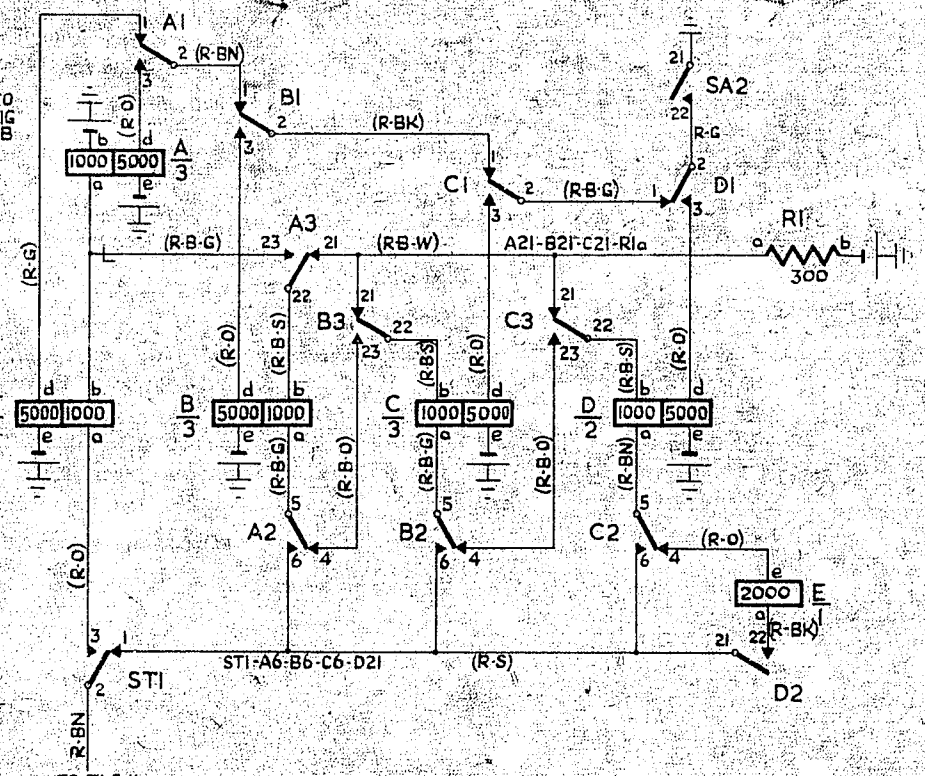 A1
1
2 (R-BN)
3
(R-O)
O
IG
B
b d
1000 5000
a e
A
3
1
B1
2
3
(R-BK)
21
SA2
22
R-G
2
D1
1
3
1
C1
2
3
(R-B-G)
A3
(R-G)
(R-B-G) 23
21 (R-B-W)
A21-B21-C21-R1a
R1
a b
300
22
21
B3
22
23
21
C3
22
23
(R-O)
(R-B-S)
(R-B-S)
(R-O)
(R-B-S)
(R-O)
d b
5000 1000
e a
B
3
d b
5000 1000
e a
C
3
b d
1000 5000
a e
D
2
b d
1000 5000
a e
(R-B-G)
(R-B-O)
(R-B-G)
(R-B-O)
(R-BN)
5
A2
6 4
5
B2
6 4
5
C2
6 4
(R-O)
e
2000
a
E
1
(R-O)
(R-BK)
3 1
ST1
2
ST1-A6-B6-C6-D21
(R-S)
21 22
D2
R-BN